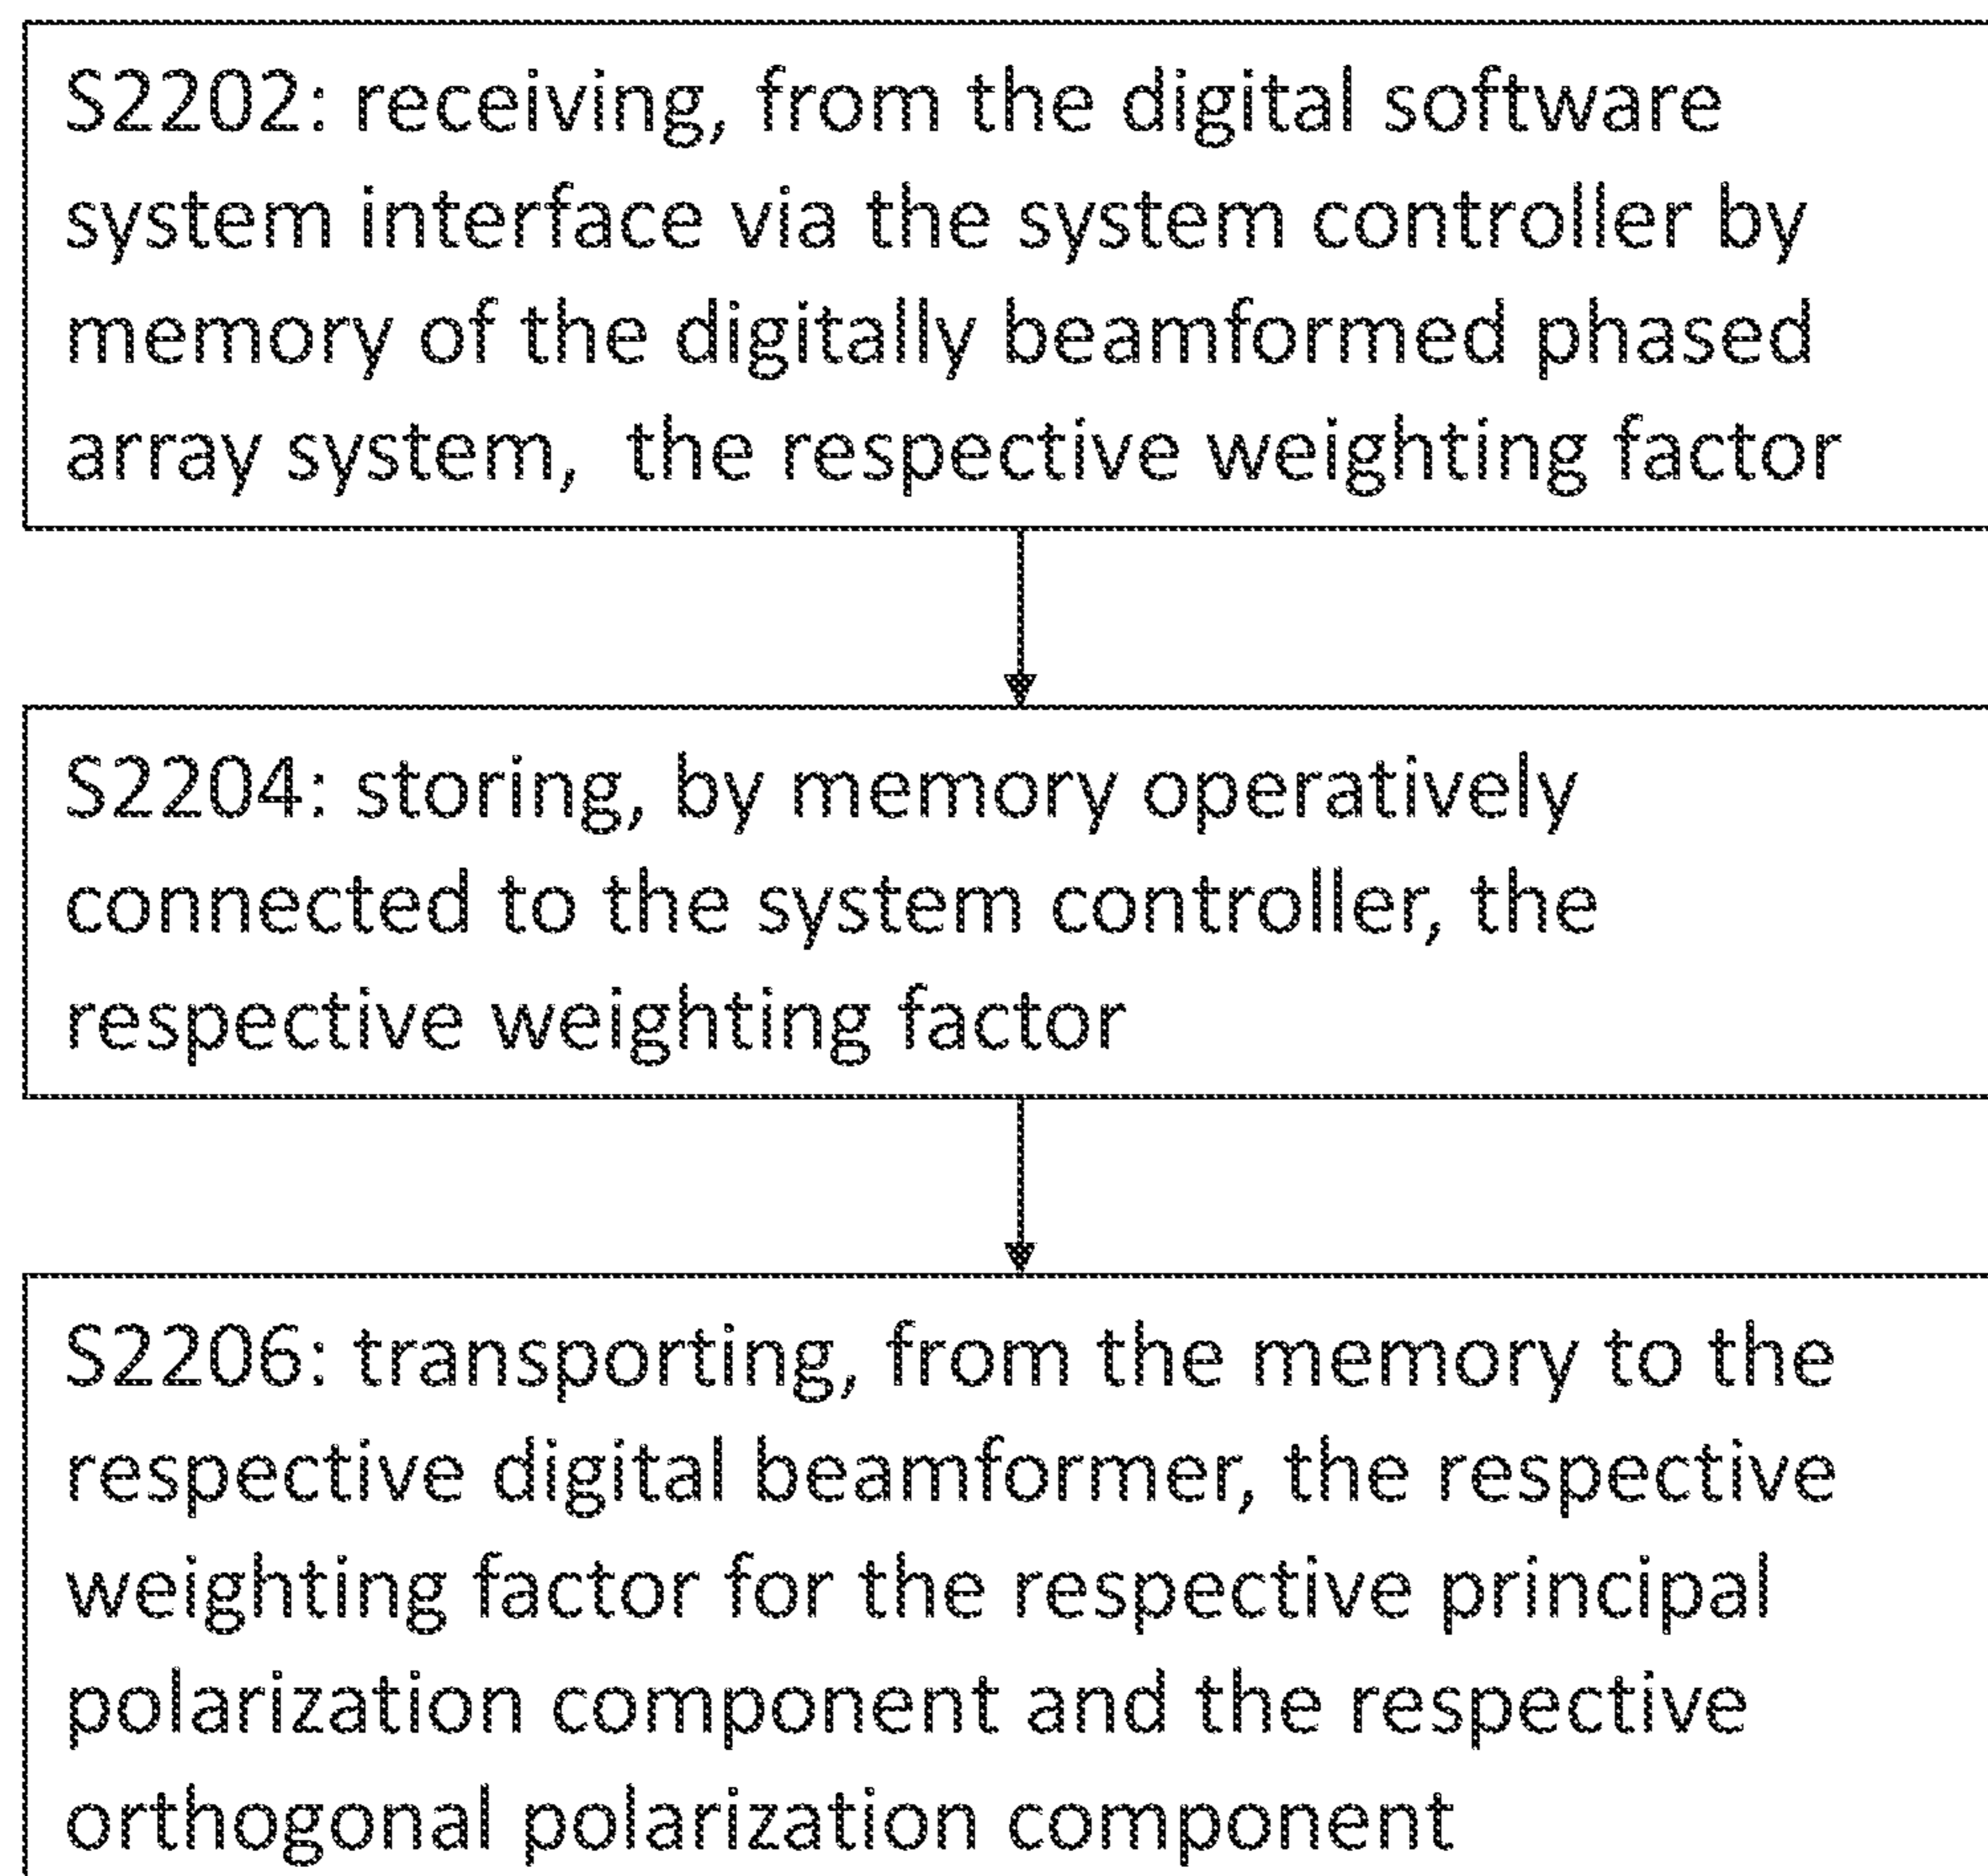 S2202: receiving, from the digital software
system interface via the system controller by
memory of the digitally beamformed phased
array system,  the respective weighting factor
S2204: storing, by memory operatively
connected to the system controller, the
respective weighting factor
S2206: transporting, from the memory to the
respective digital beamformer, the respective
weighting factor for the respective principal
polarization component and the respective
orthogonal polarization component